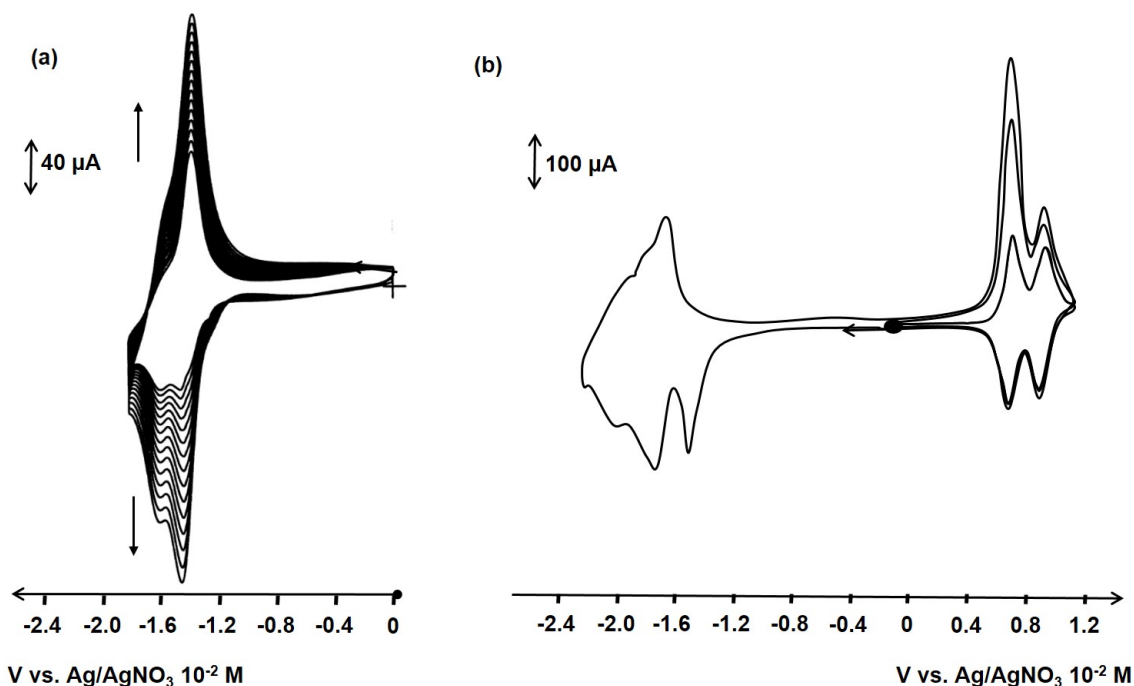 (a)
40 µA
-2.4 -2.0 -1.6 -1.2 -0.8 -0.4 0
V vs. Ag/AgNO₃ 10⁻² M
(b)
100 µA
-2.4 -2.0 -1.6 -1.2 -0.8 -0.4 0 0.4 0.8 1.2
V vs. Ag/AgNO₃ 10⁻² M